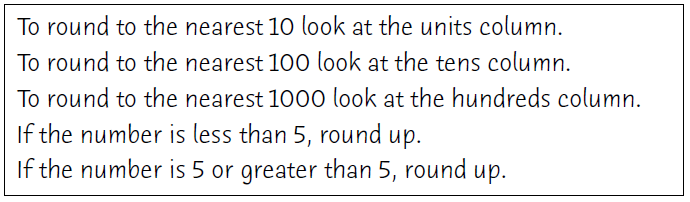 To round to the nearest 10 look at the units column.
To round to the nearest 100 look at the tens column.
To round to the nearest 1000 look at the hundreds column.
If the number is less than 5, round up.
If the number is 5 or greater than 5, round up.